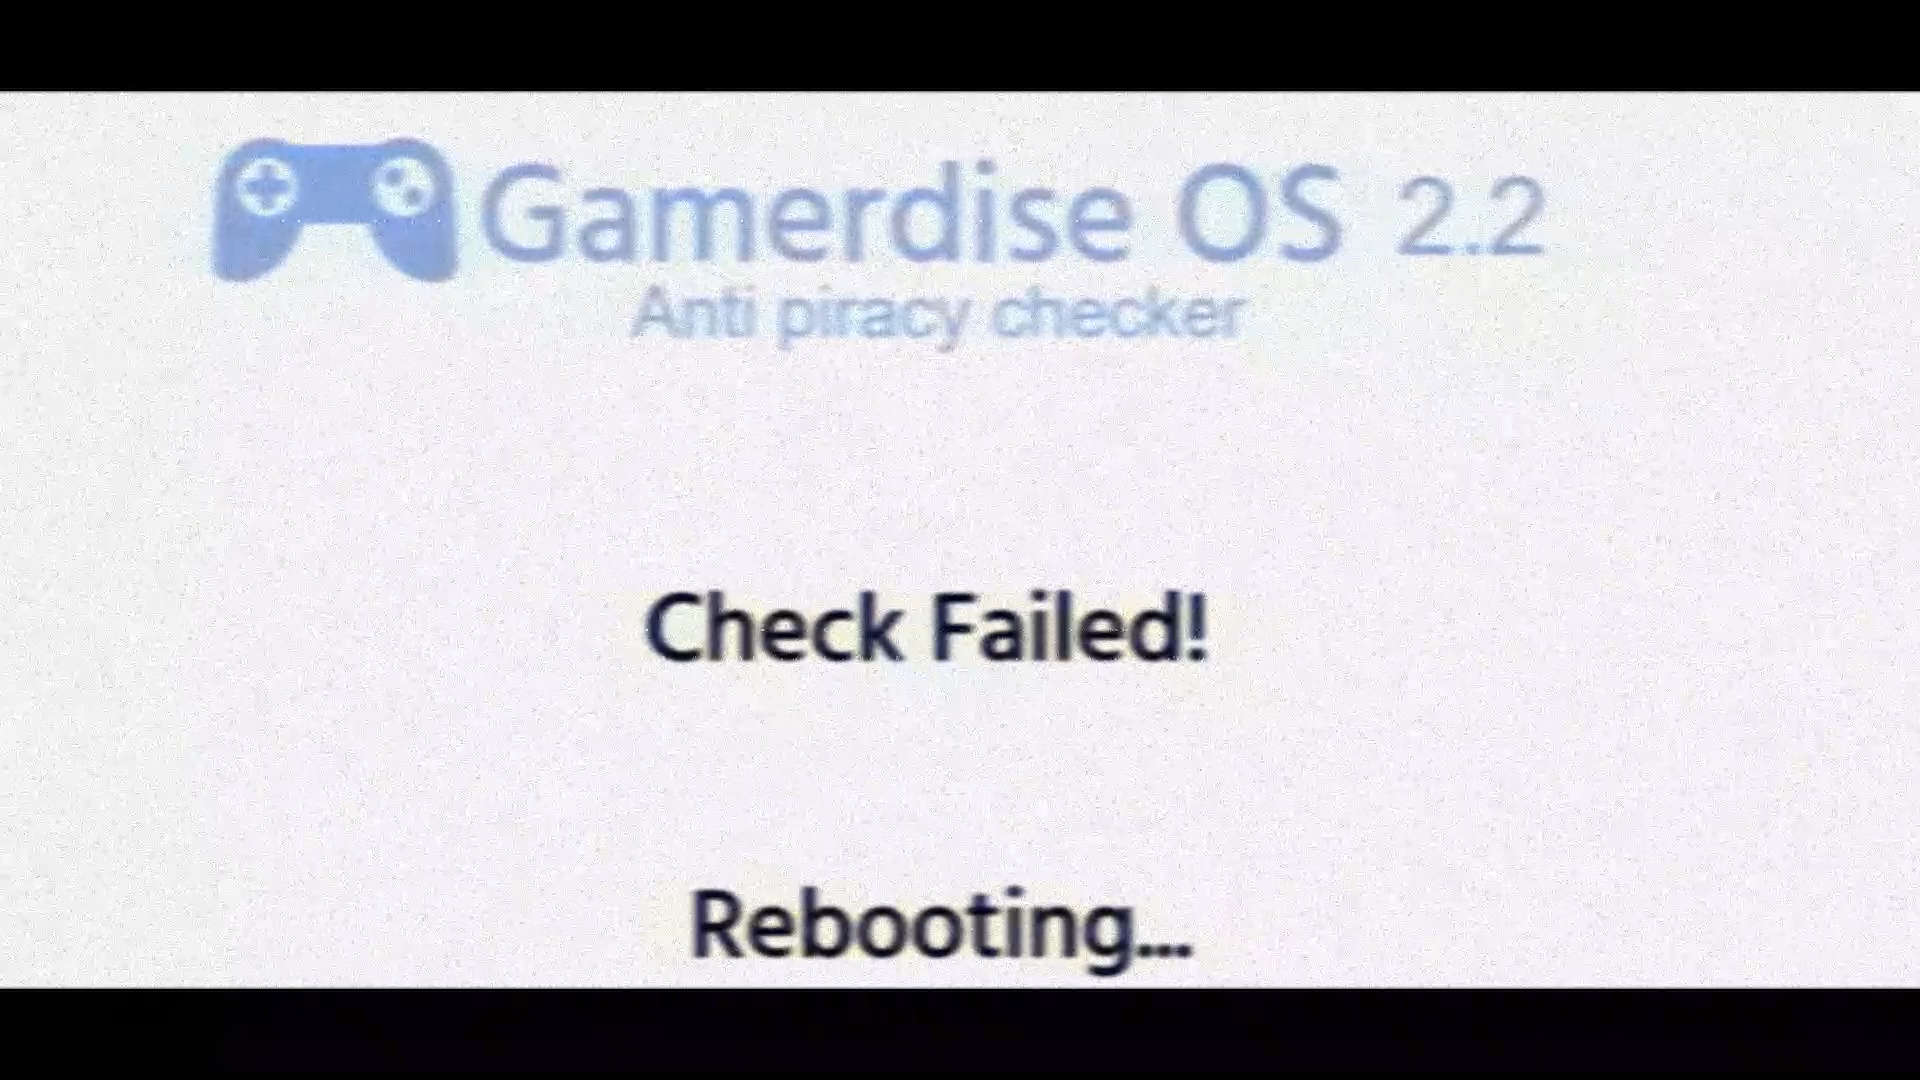 Gamerdise OS 2.2
Anti piracy checker
Check Failed!
Rebooting...